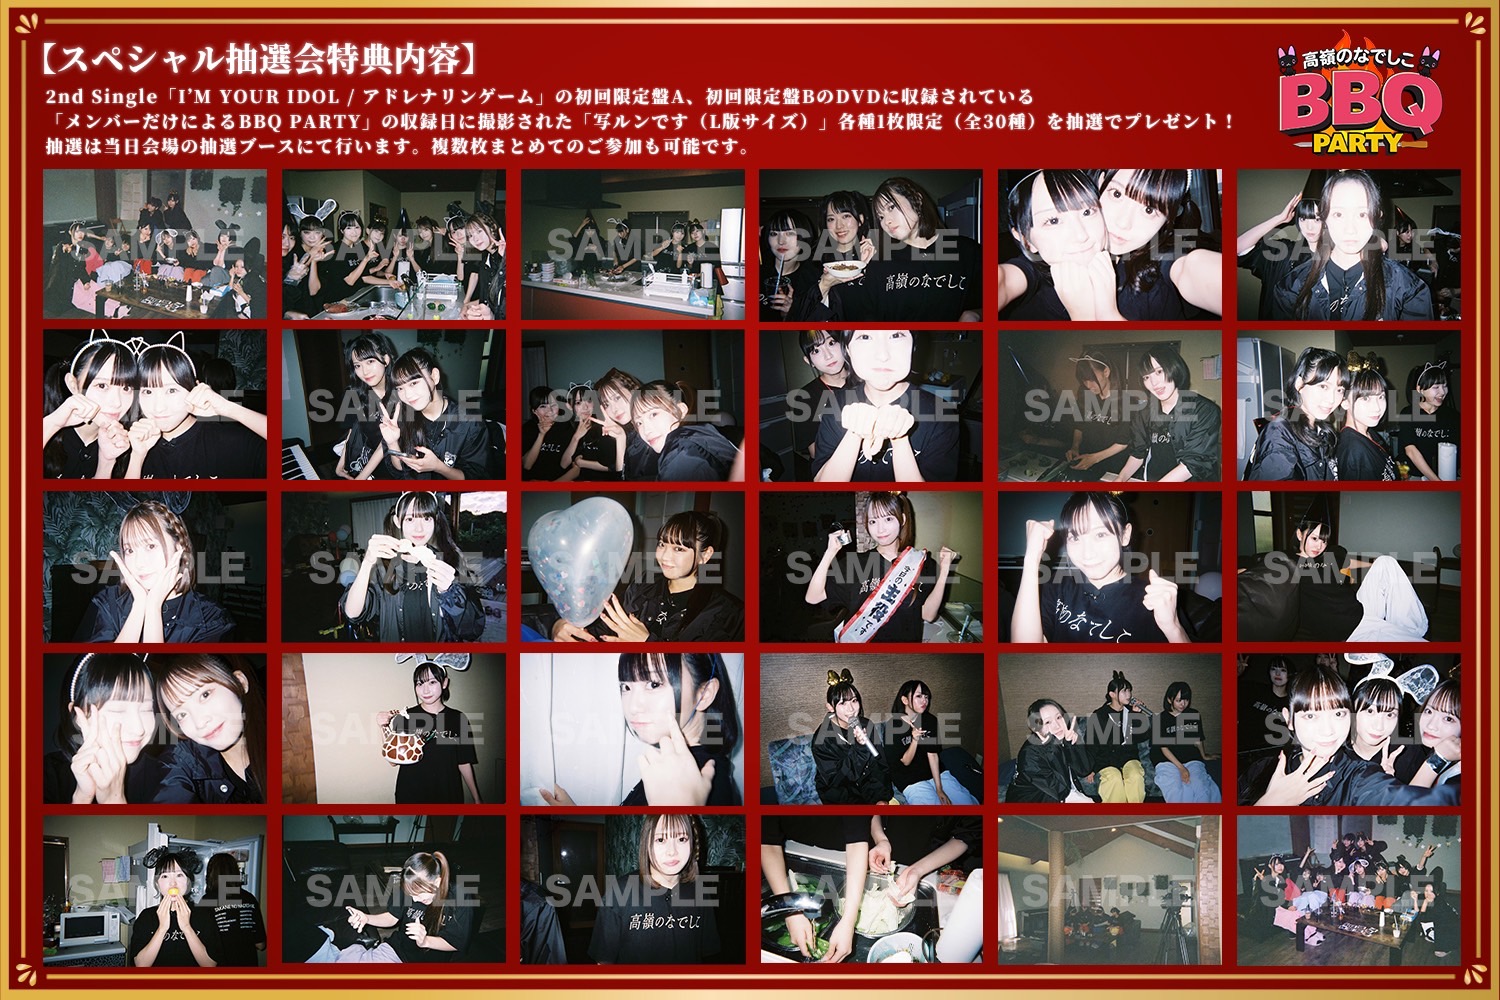 【スペシャル抽選会特典内容】
2nd Single「I'M YOUR IDOL / アドレナリンゲーム」の初回限定盤A、初回限定盤BのDVDに収録されている
「メンバーだけによるBBQ PARTY」の収録日に撮影された「写ルンです（L版サイズ）」各種1枚限定（全30種）を抽選でプレゼント！
抽選は当日会場の抽選ブースにて行います。複数枚まとめてのご参加も可能です。
高嶺のなでしこ
BBQ
PARTY
SAMPLE SAMPLE SAMPLE SAMPLE SAMPLE SAMPLE
高嶺のなでしこ
SAMPLE SAMPLE SAMPLE SAMPLE SAMPLE SAMPLE
SAMPLE SAMPLE SAMPLE SAMPLE SAMPLE SAMPLE
今日の主役です
嶺のなでしこ
SAMPLE SAMPLE SAMPLE SAMPLE SAMPLE SAMPLE
SAMPLE SAMPLE SAMPLE SAMPLE SAMPLE SAMPLE
高嶺のなでしこ